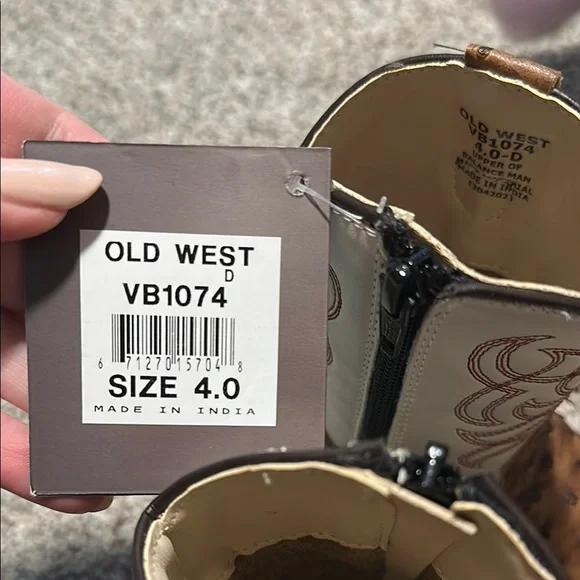 OLD WEST
D
VB1074
6 71270 15704 8
SIZE 4.0
MADE IN INDIA
OLD WEST
VB1074
4.0-D
UPPER OF
BALANCE MAN
MADE IN INDIA